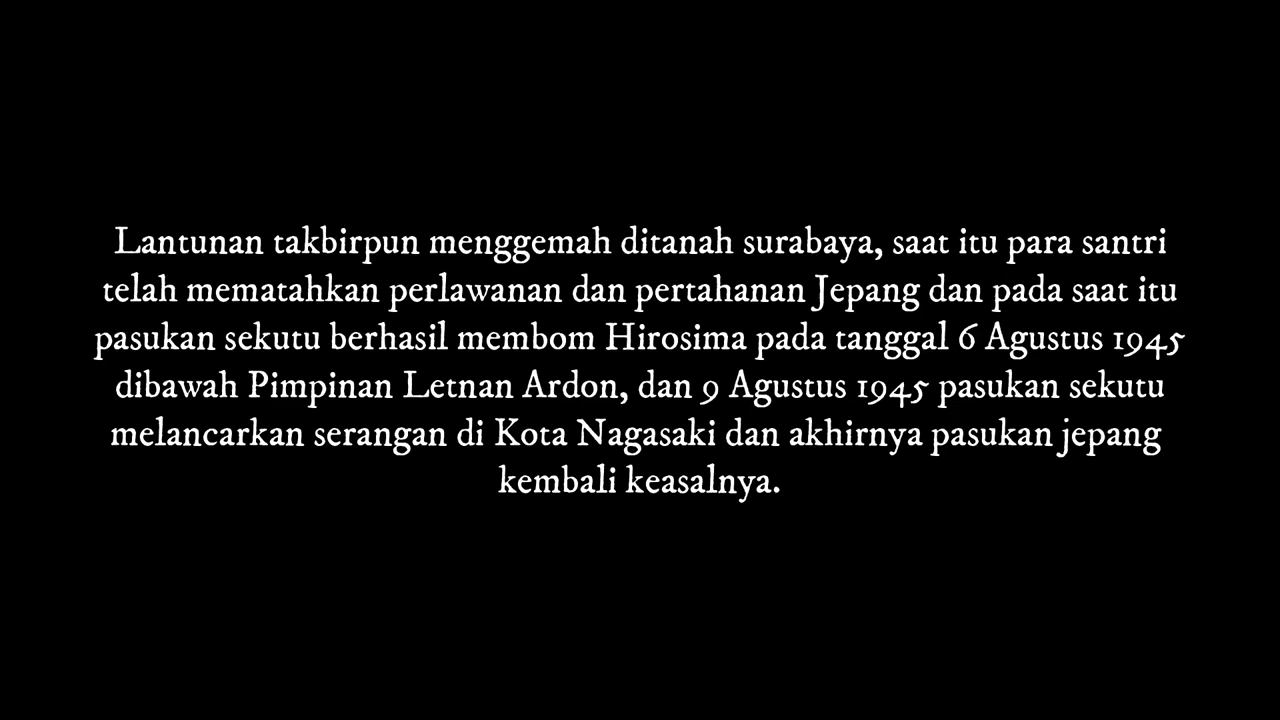 Lantunan takbirpun menggemah ditanah surabaya, saat itu para santri
telah mematahkan perlawanan dan pertahanan Jepang dan pada saat itu
pasukan sekutu berhasil membom Hirosima pada tanggal 6 Agustus 1945
dibawah Pimpinan Letnan Ardon, dan 9 Agustus 1945 pasukan sekutu
melancarkan serangan di Kota Nagasaki dan akhirnya pasukan jepang
kembali keasalnya.